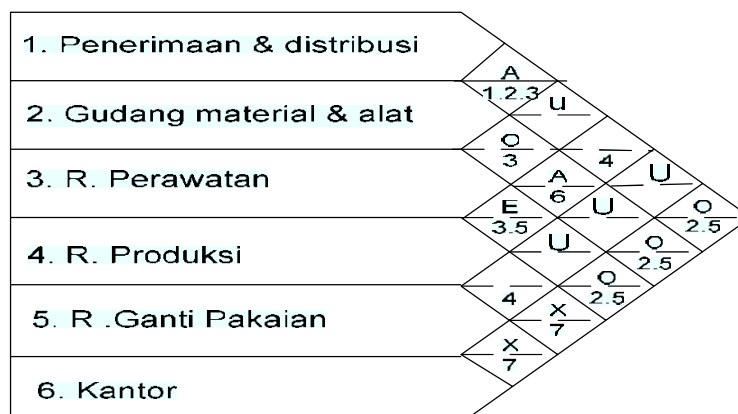 1. Penerimaan & distribusi
A
1.2.3
u
2. Gudang material & alat
O
3
4
U
3. R. Perawatan
A
6
E
3.5
U
O
2.5
4. R. Produksi
U
O
2.5
O
2.5
4
5. R .Ganti Pakaian
X
7
X
7
6. Kantor